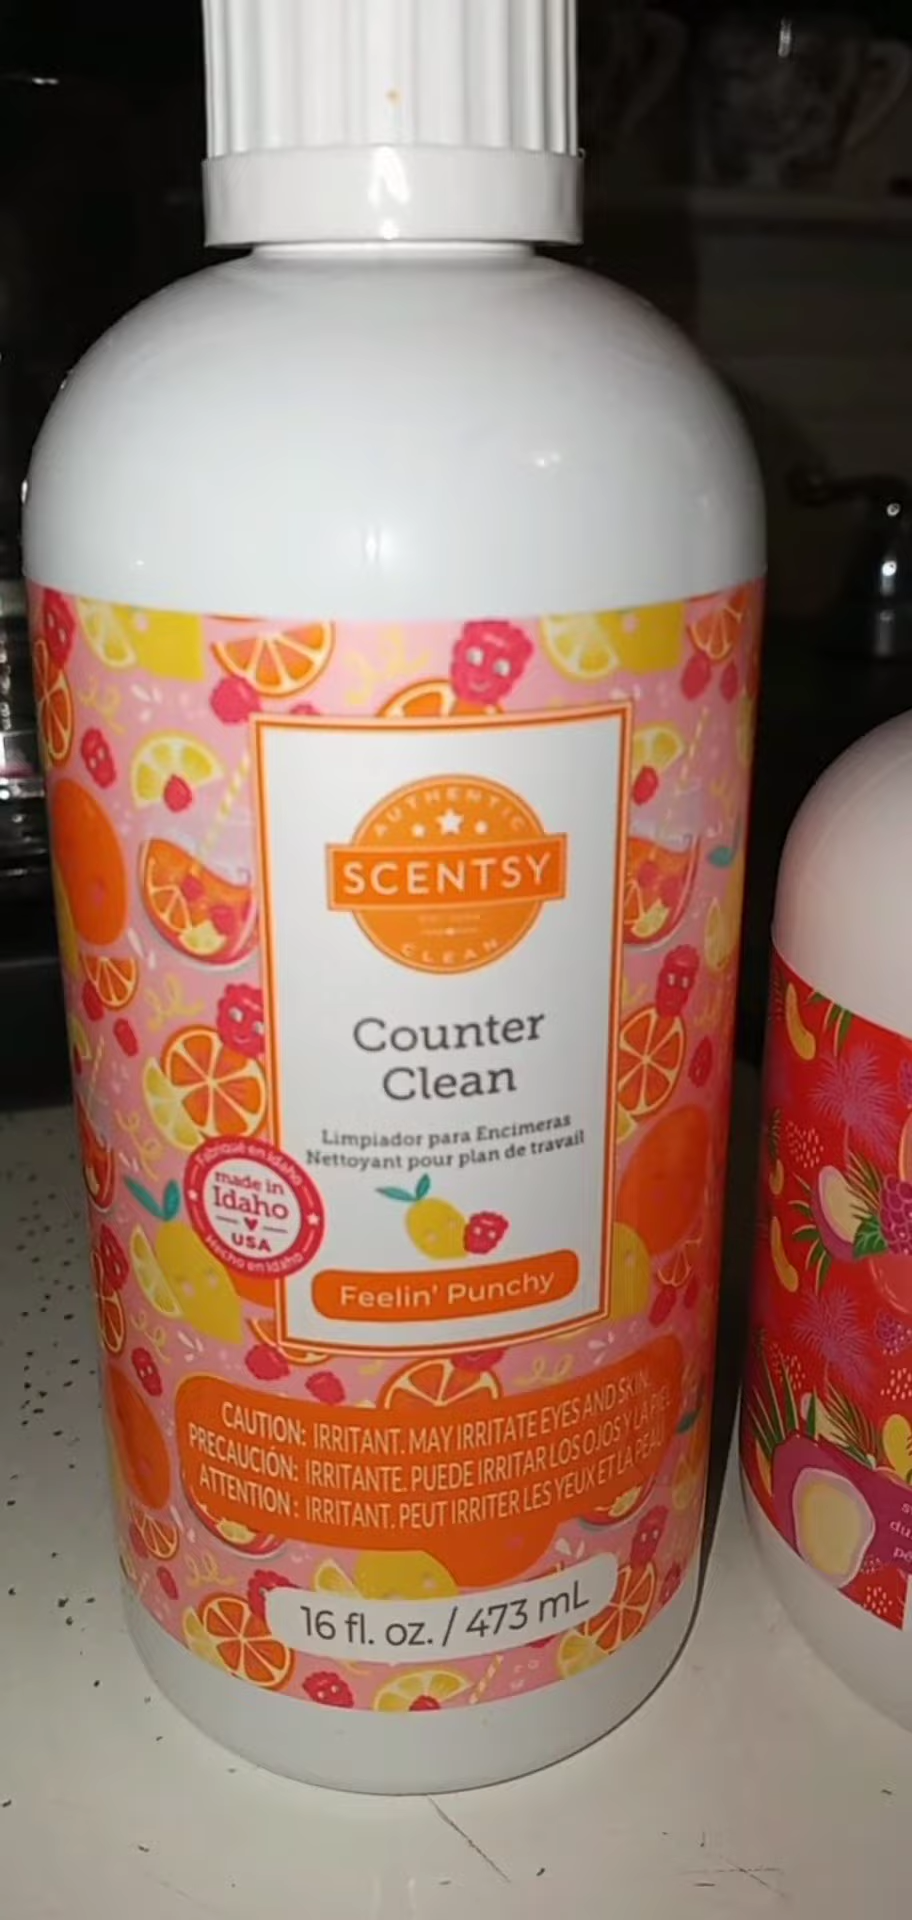 AUTHENTIC
SCENTSY
CLEAN
Counter
Clean
Limpiador para Encimeras
Nettoyant pour plan de travail
Fabriqué en Idaho
made in
Idaho
USA
Hecho en Idaho
Feelin' Punchy
CAUTION: IRRITANT. MAY IRRITATE EYES AND SKIN.
PRECAUCIÓN: IRRITANTE. PUEDE IRRITAR LOS OJOS Y LA PIEL.
ATTENTION: IRRITANT. PEUT IRRITER LES YEUX ET LA PEAU.
16 fl. oz. / 473 mL